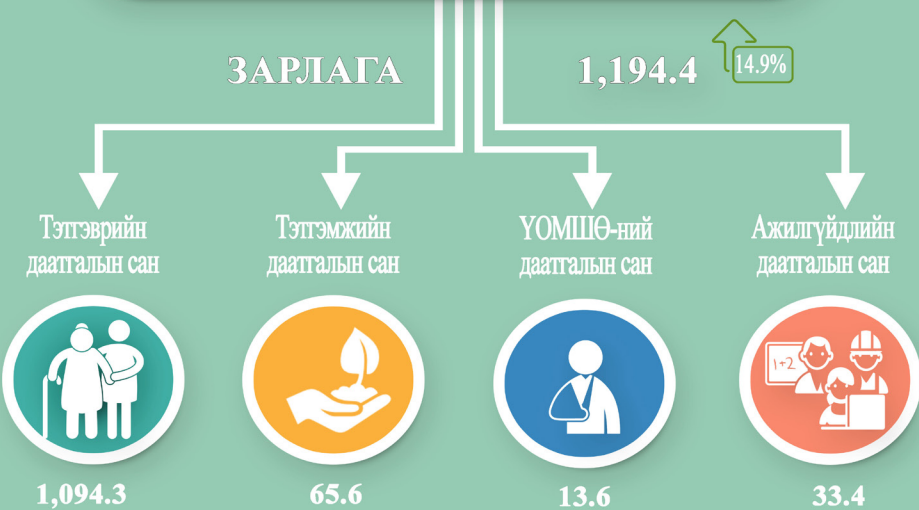 ЗАРЛАГА
1,194.4
14.9%
Тэтгэврийн
даатгалын сан
Тэтгэмжийн
даатгалын сан
ҮОМШӨ-ний
даатгалын сан
Ажилгүйдлийн
даатгалын сан
1+2
1,094.3
65.6
13.6
33.4